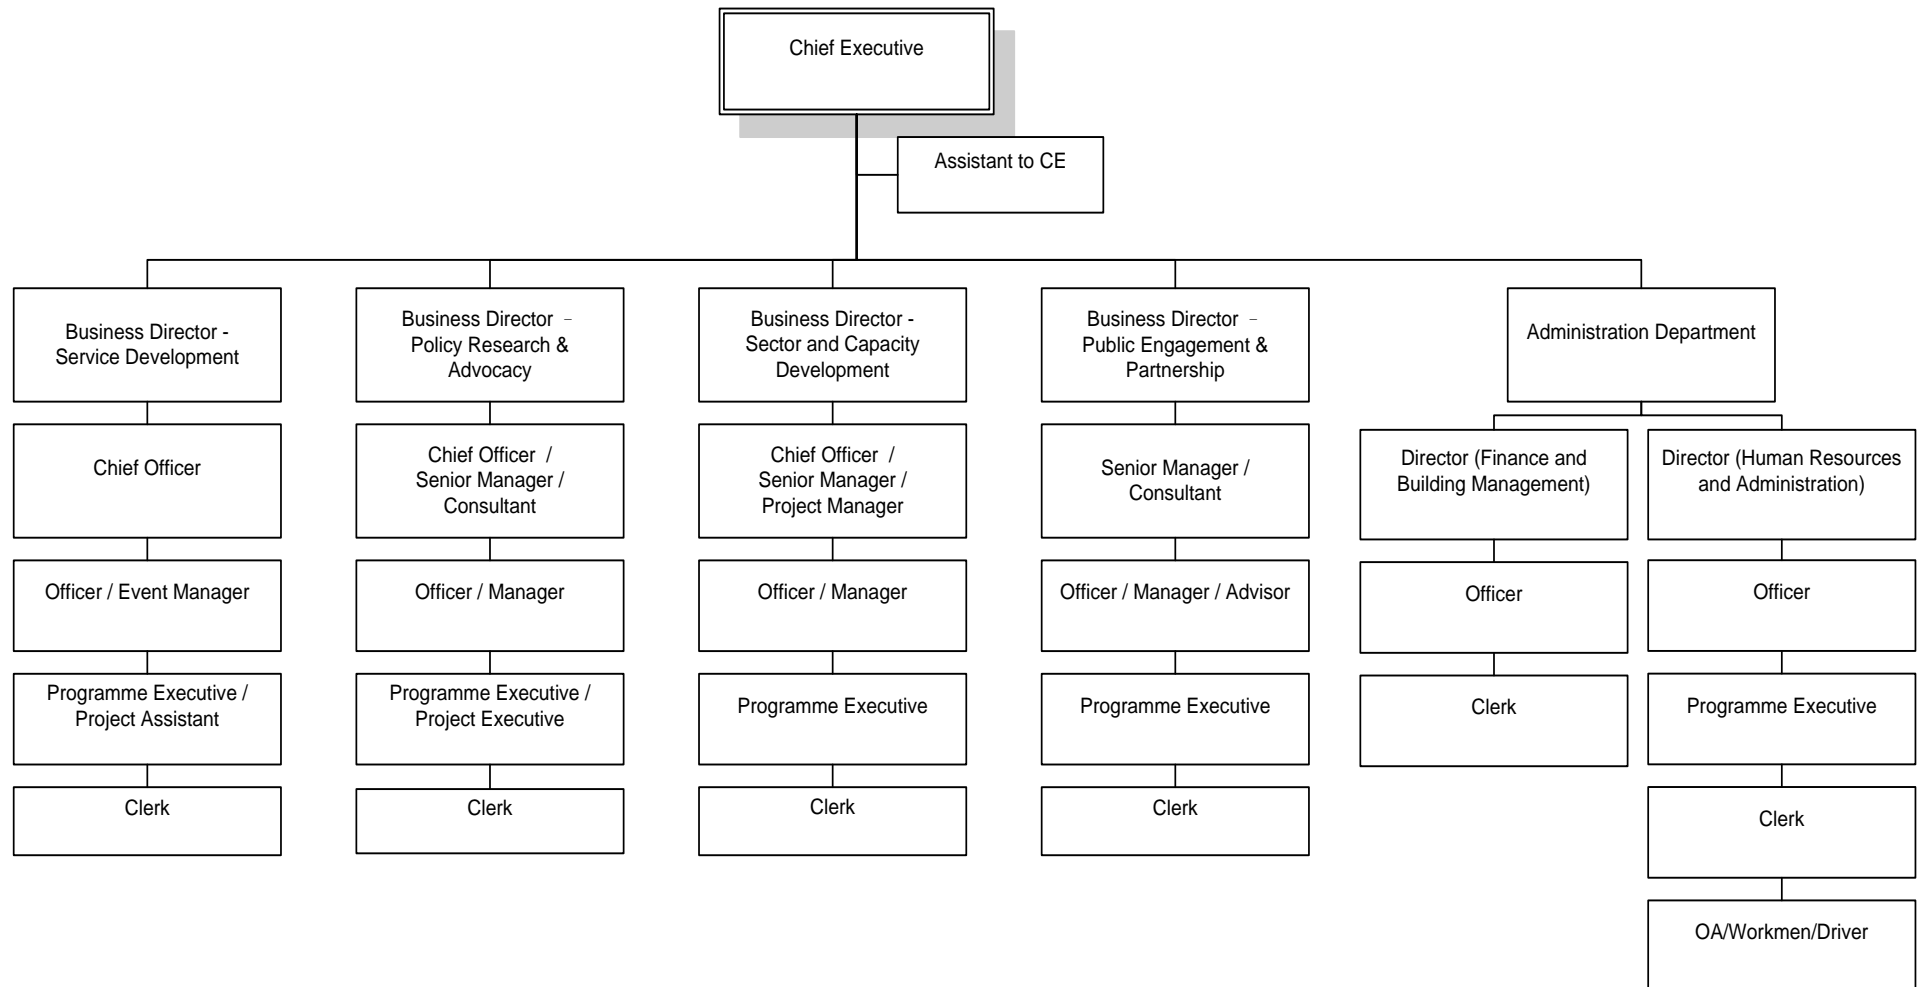 Chief Executive
Assistant to CE
Business Director -
Service Development
Business Director –
Policy Research &
Advocacy
Business Director -
Sector and Capacity
Development
Business Director –
Public Engagement &
Partnership
Administration Department
Chief Officer
Chief Officer /
Senior Manager /
Consultant
Chief Officer /
Senior Manager /
Project Manager
Senior Manager /
Consultant
Director (Finance and
Building Management)
Director (Human Resources
and Administration)
Officer / Event Manager
Officer / Manager
Officer / Manager
Officer / Manager / Advisor
Officer
Officer
Programme Executive /
Project Assistant
Programme Executive /
Project Executive
Programme Executive
Programme Executive
Clerk
Programme Executive
Clerk
Clerk
Clerk
Clerk
Clerk
OA/Workmen/Driver